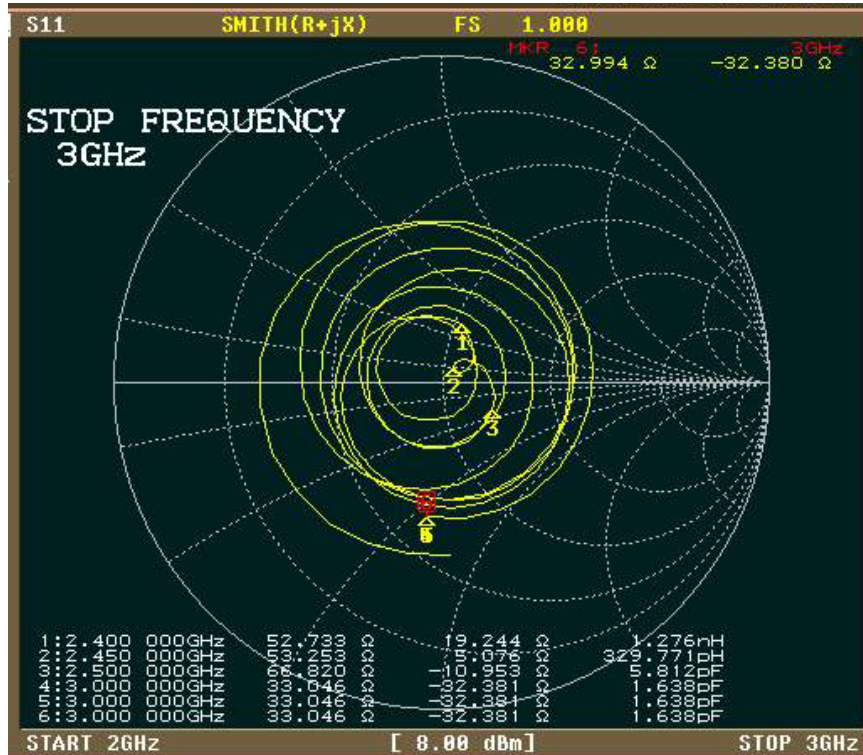 S11 SMITH(R+jX) FS 1.000
MKR 6: 3GHz
32.994 Ω -32.380 Ω
STOP FREQUENCY
3GHz
1
2
3
1:2.400 000GHz 52.733 Ω 19.244 Ω 1.276nH
2:2.450 000GHz 53.253 Ω 5.076 Ω 329.771pH
3:2.500 000GHz 66.820 Ω -10.953 Ω 5.812pF
4:3.000 000GHz 33.046 Ω -32.381 Ω 1.638pF
5:3.000 000GHz 33.046 Ω -32.381 Ω 1.638pF
6:3.000 000GHz 33.046 Ω -32.381 Ω 1.638pF
START 2GHz [ 8.00 dBm] STOP 3GHz